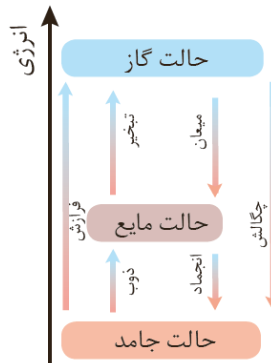 انرژی
حالت گاز
فرازش
تبخیر
میعان
چگالش
حالت مایع
ذوب
انجماد
حالت جامد